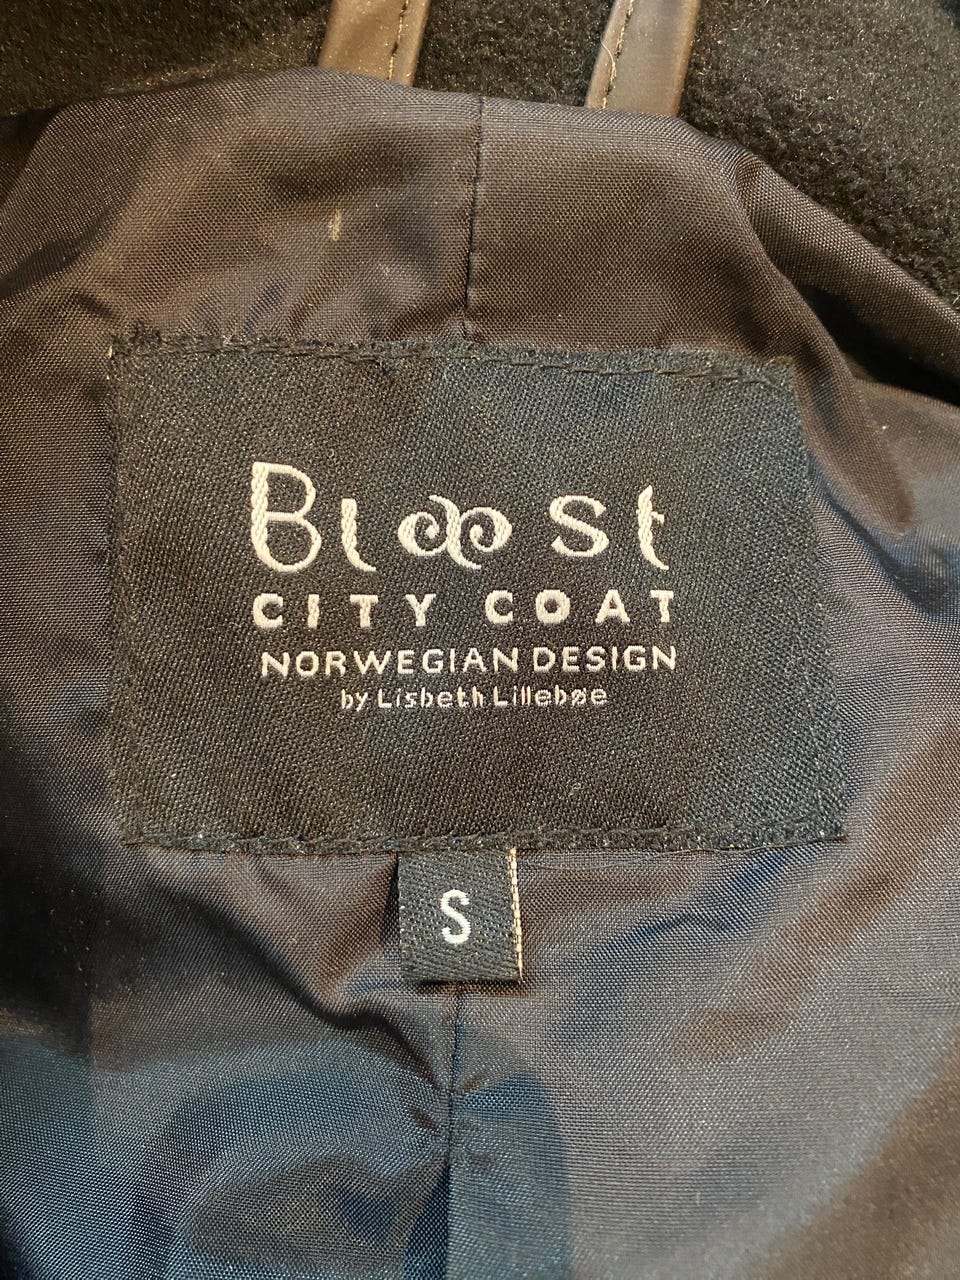 Blæst
CITY COAT
NORWEGIAN DESIGN
by Lisbeth Lillebøe
S